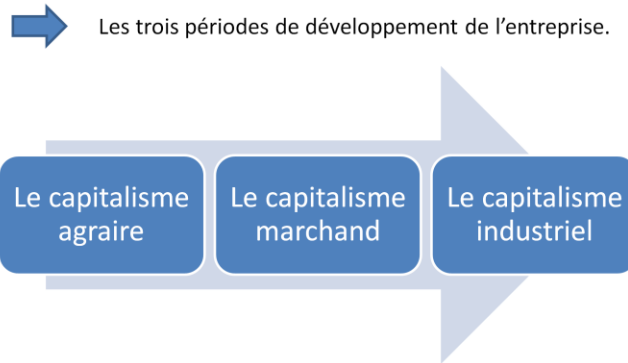 Les trois périodes de développement de l’entreprise.
Le capitalisme
agraire
Le capitalisme
marchand
Le capitalisme
industriel